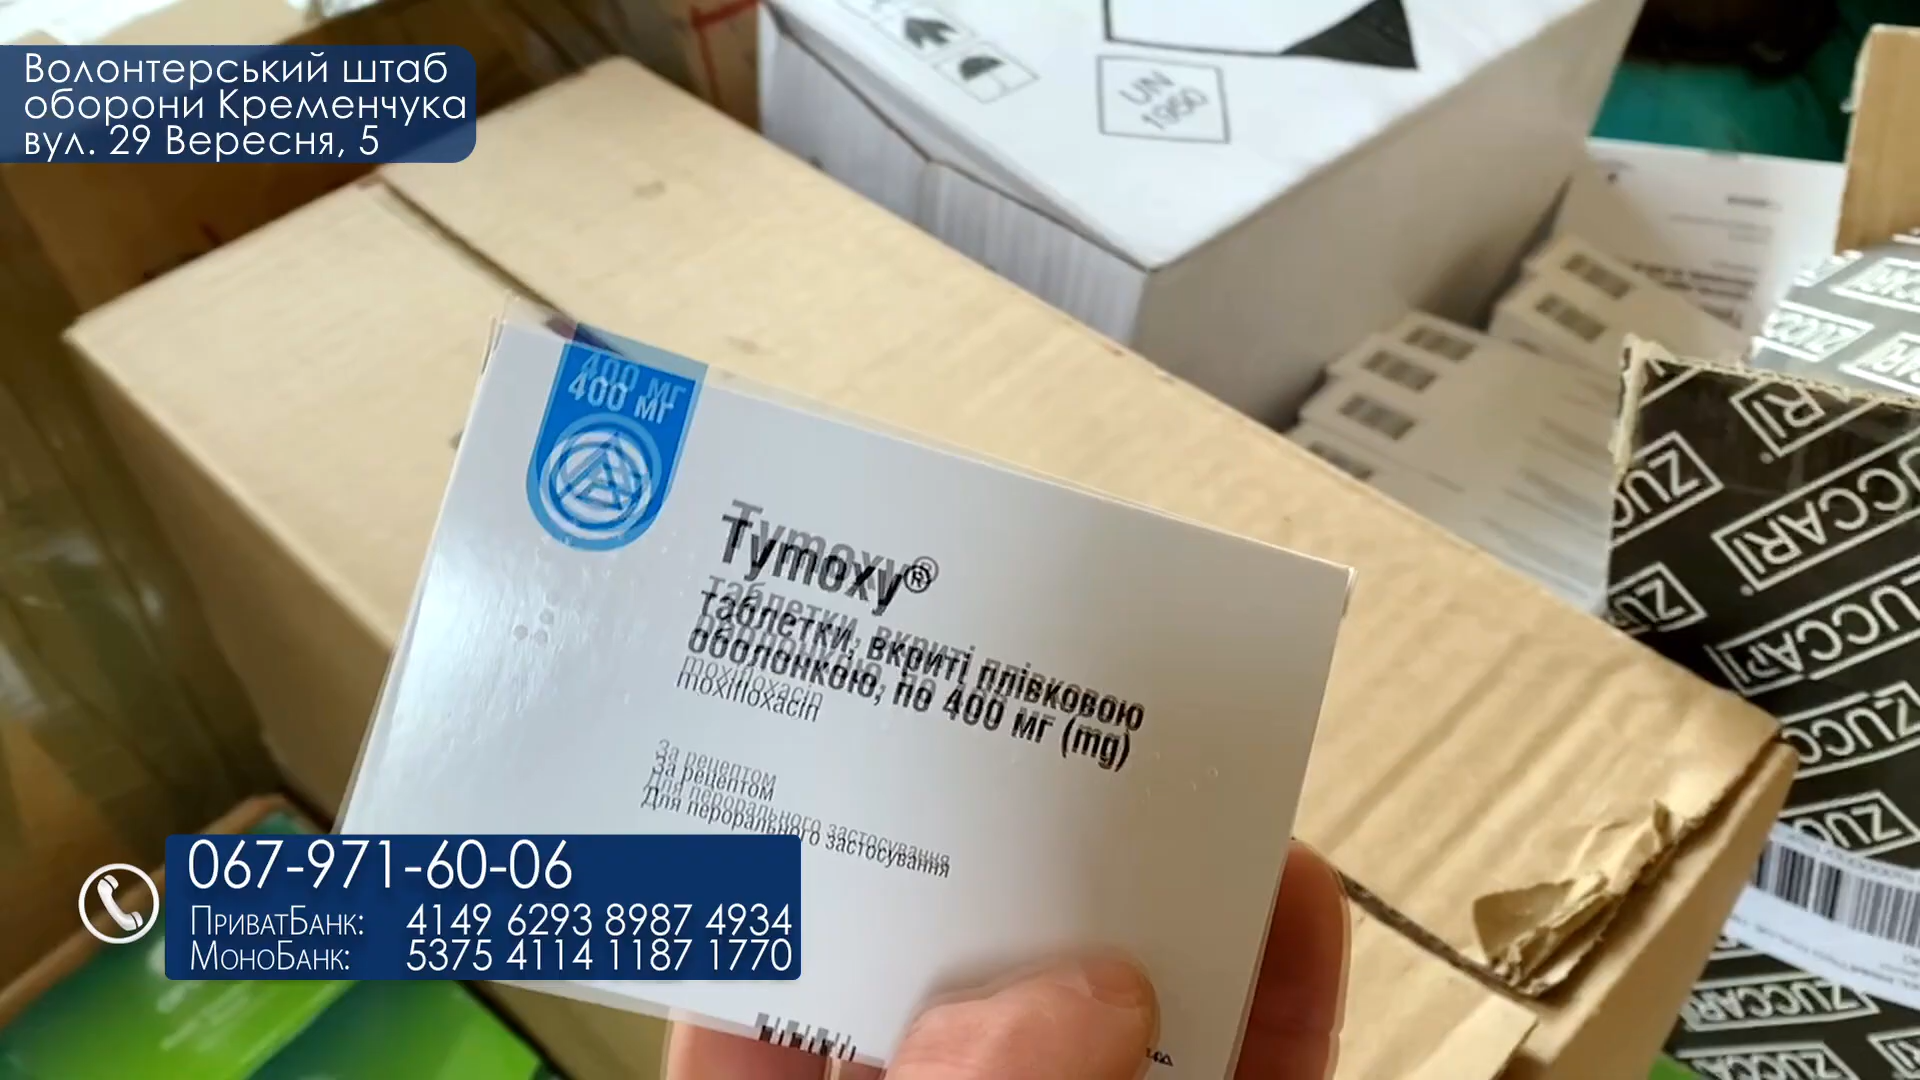 Волонтерський штаб
оборони Кременчука
вул. 29 Вересня, 5
UN
1950
400 мг
Tymoxy®
таблетки, вкриті плівковою
оболонкою, по 400 мг (mg)
moxifloxacin
За рецептом
Для перорального застосування
ZUCCARI
ZUCCARI
ZUCCARI
067-971-60-06
ПриватБанк: 4149 6293 8987 4934
МоноБанк: 5375 4114 1187 1770